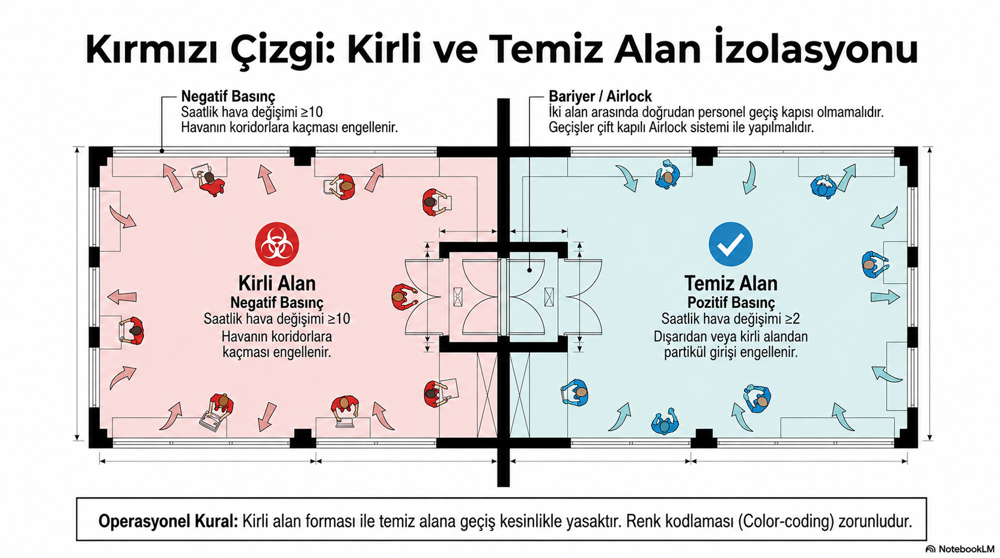 Kırmızı Çizgi: Kirli ve Temiz Alan İzolasyonu
Negatif Basınç
Saatlik hava değişimi ≥10
Havanın koridorlara kaçması engellenir.
Bariyer / Airlock
İki alan arasında doğrudan personel geçiş kapısı olmamalıdır.
Geçişler çift kapılı Airlock sistemi ile yapılmalıdır.
Kirli Alan
Negatif Basınç
Saatlik hava değişimi ≥10
Havanın koridorlara
kaçması engellenir.
Temiz Alan
Pozitif Basınç
Saatlik hava değişimi ≥2
Dışarıdan veya kirli alandan
partikül girişi engellenir.
Operasyonel Kural: Kirli alan forması ile temiz alana geçiş kesinlikle yasaktır. Renk kodlaması (Color-coding) zorunludur.
NotebookLM